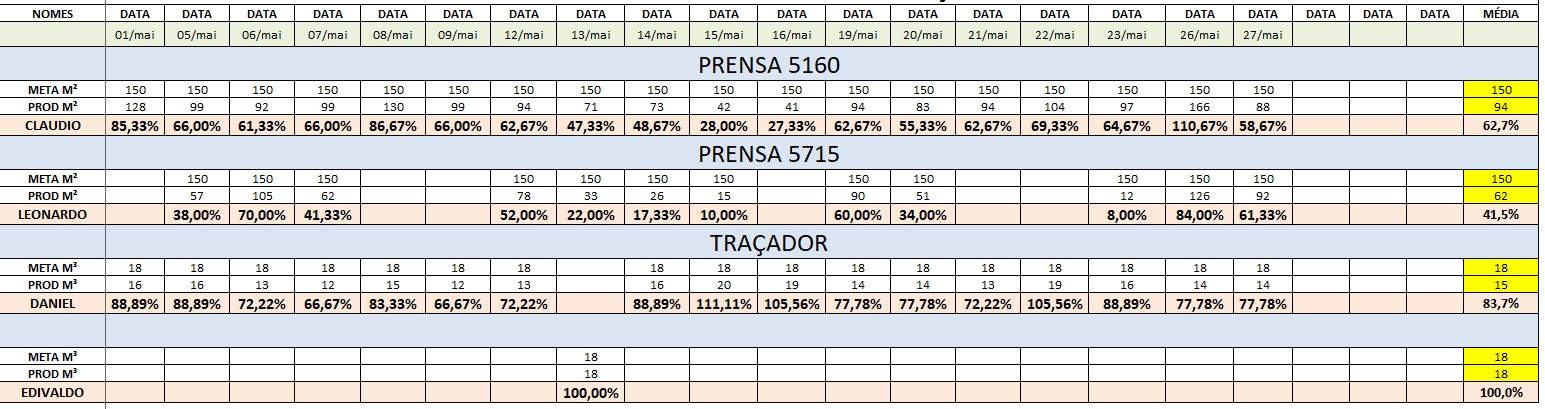 NOMES DATA DATA DATA DATA DATA DATA DATA DATA DATA DATA DATA DATA DATA DATA DATA DATA DATA DATA DATA DATA DATA MÉDIA
01/mai 05/mai 06/mai 07/mai 08/mai 09/mai 12/mai 13/mai 14/mai 15/mai 16/mai 19/mai 20/mai 21/mai 22/mai 23/mai 26/mai 27/mai
PRENSA 5160
META M² 150 150 150 150 150 150 150 150 150 150 150 150 150 150 150 150 150 150 150
PROD M² 128 99 92 99 130 99 94 71 73 42 41 94 83 94 104 97 166 88 94
CLAUDIO 85,33% 66,00% 61,33% 66,00% 86,67% 66,00% 62,67% 47,33% 48,67% 28,00% 27,33% 62,67% 55,33% 62,67% 69,33% 64,67% 110,67% 58,67% 62,7%
PRENSA 5715
META M² 150 150 150 150 150 150 150 150 150 150 150 150 150
PROD M² 57 105 62 78 33 26 15 90 51 12 126 92 62
LEONARDO 38,00% 70,00% 41,33% 52,00% 22,00% 17,33% 10,00% 60,00% 34,00% 8,00% 84,00% 61,33% 41,5%
TRAÇADOR
META M³ 18 18 18 18 18 18 18 18 18 18 18 18 18 18 18 18 18 18
PROD M³ 16 16 13 12 15 12 13 16 20 19 14 14 13 19 16 14 14 15
DANIEL 88,89% 88,89% 72,22% 66,67% 83,33% 66,67% 72,22% 88,89% 111,11% 105,56% 77,78% 77,78% 72,22% 105,56% 88,89% 77,78% 77,78% 83,7%
META M³ 18 18
PROD M³ 18 18
EDIVALDO 100,00% 100,0%